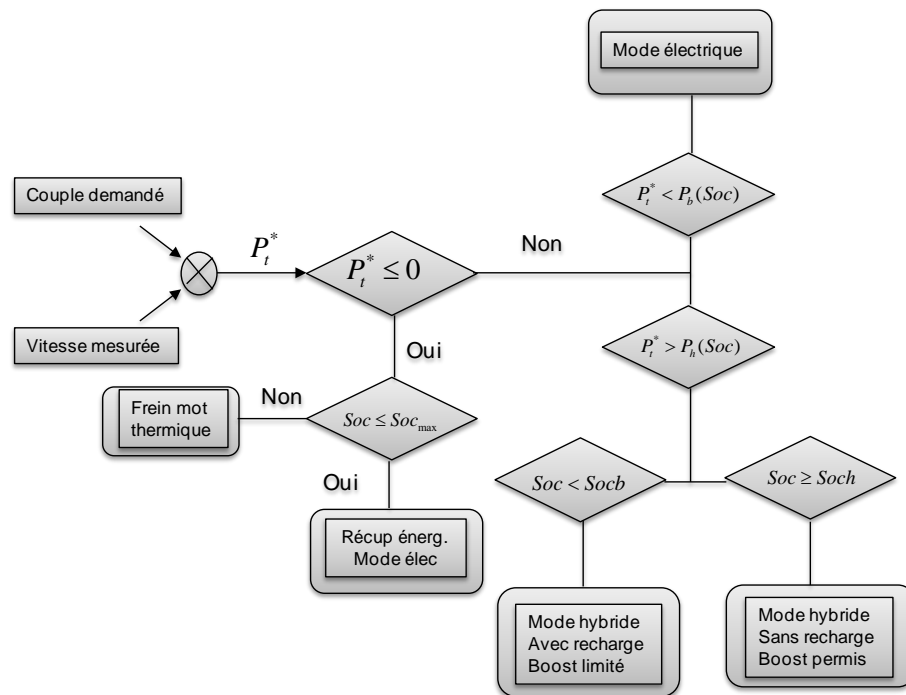 Mode électrique
Couple demandé
P_t^* < P_b(Soc)
P_t^*
Non
P_t^* ≤ 0
Vitesse mesurée
P_t^* > P_h(Soc)
Oui
Frein mot
thermique
Non
Soc ≤ Soc_max
Oui
Soc < Socb
Soc ≥ Soch
Récup énerg.
Mode élec
Mode hybride
Avec recharge
Boost limité
Mode hybride
Sans recharge
Boost permis